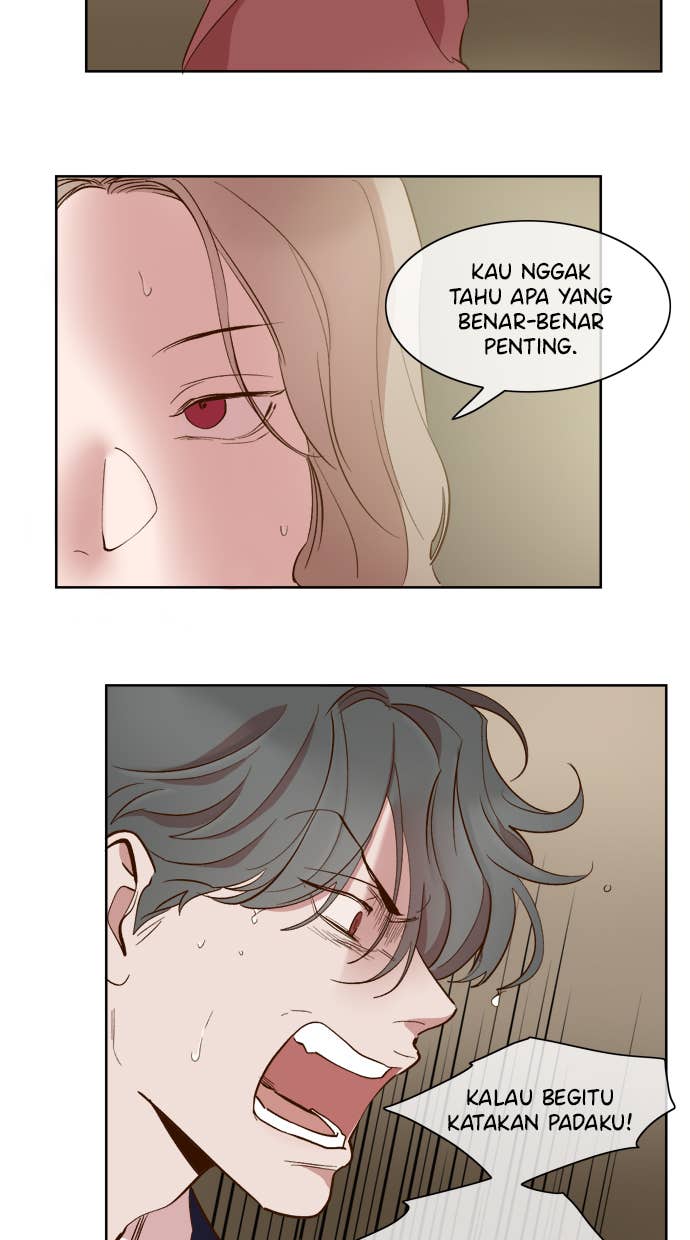 KAU NGGAK
TAHU APA YANG
BENAR-BENAR
PENTING.
KALAU BEGITU
KATAKAN PADAKU!